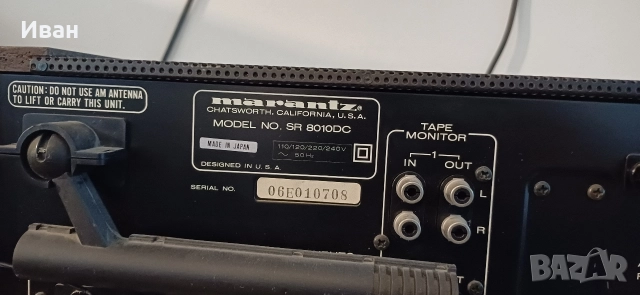 Иван
CAUTION: DO NOT USE AM ANTENNA
TO LIFT OR CARRY THIS UNIT.
marantz®
CHATSWORTH, CALIFORNIA, U.S.A.
MODEL NO. SR 8010DC
MADE IN JAPAN
110/120/220/240V
~ 50Hz
DESIGNED IN U.S.A.
SERIAL NO. 06E010708
TAPE
MONITOR
1
IN OUT
L
R
BAZAR